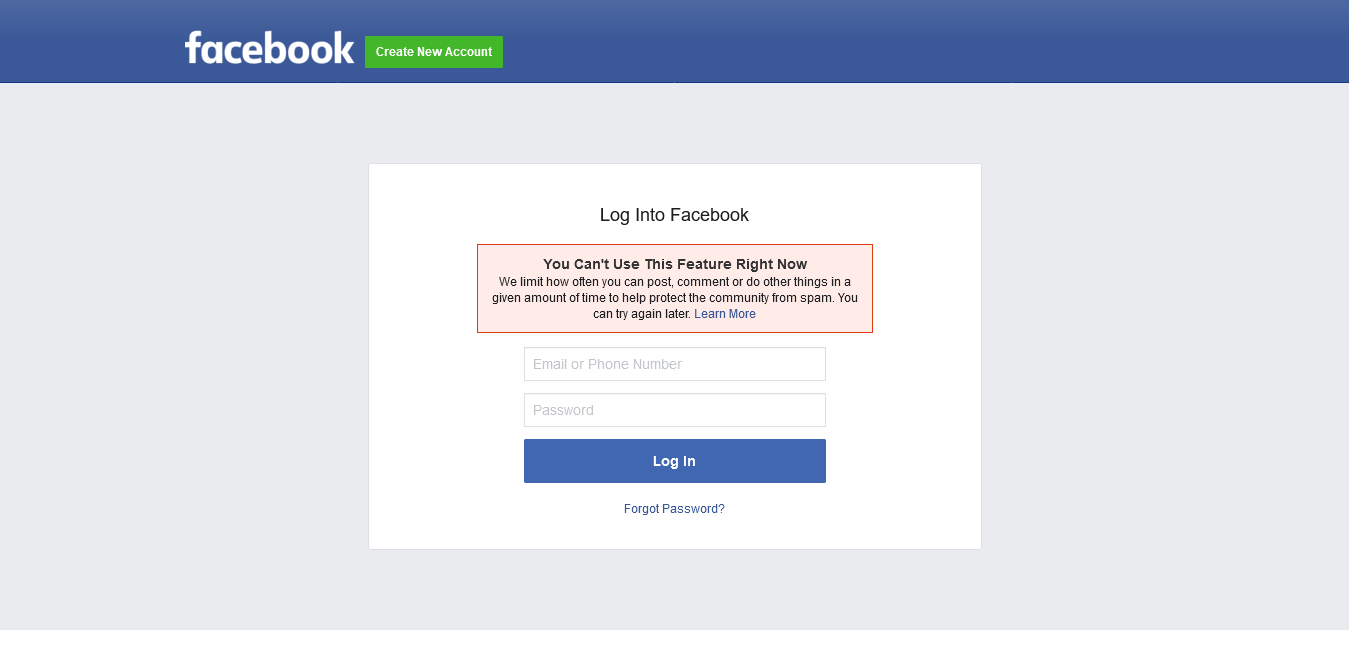 facebook
Create New Account
Log Into Facebook
You Can't Use This Feature Right Now
We limit how often you can post, comment or do other things in a
given amount of time to help protect the community from spam. You
can try again later. Learn More
Email or Phone Number
Password
Log In
Forgot Password?